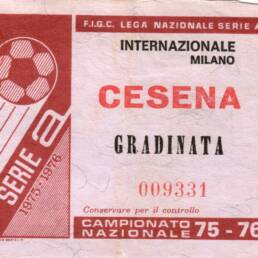 F.I.G.C. LEGA NAZIONALE SERIE A
INTERNAZIONALE
MILANO
CESENA
GRADINATA
SERIE a
1975-1976
009331
Conservare per il controllo
CAMPIONATO
NAZIONALE 75-76